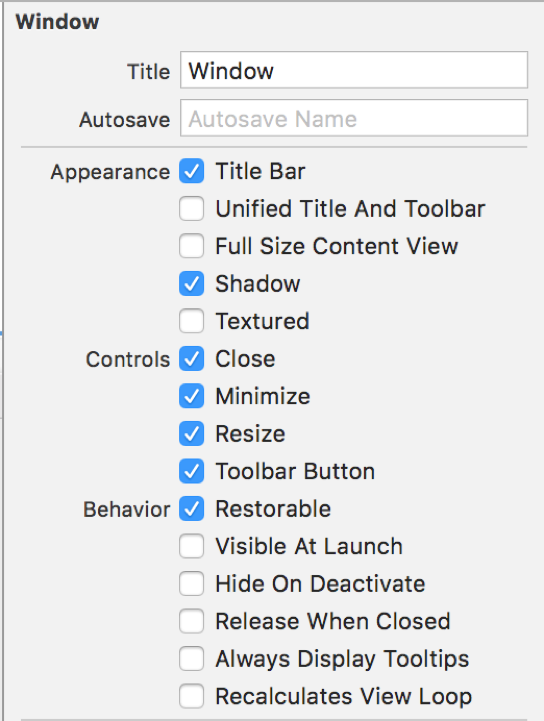 Window
Title Window
Autosave Autosave Name
Appearance Title Bar
Unified Title And Toolbar
Full Size Content View
Shadow
Textured
Controls Close
Minimize
Resize
Toolbar Button
Behavior Restorable
Visible At Launch
Hide On Deactivate
Release When Closed
Always Display Tooltips
Recalculates View Loop